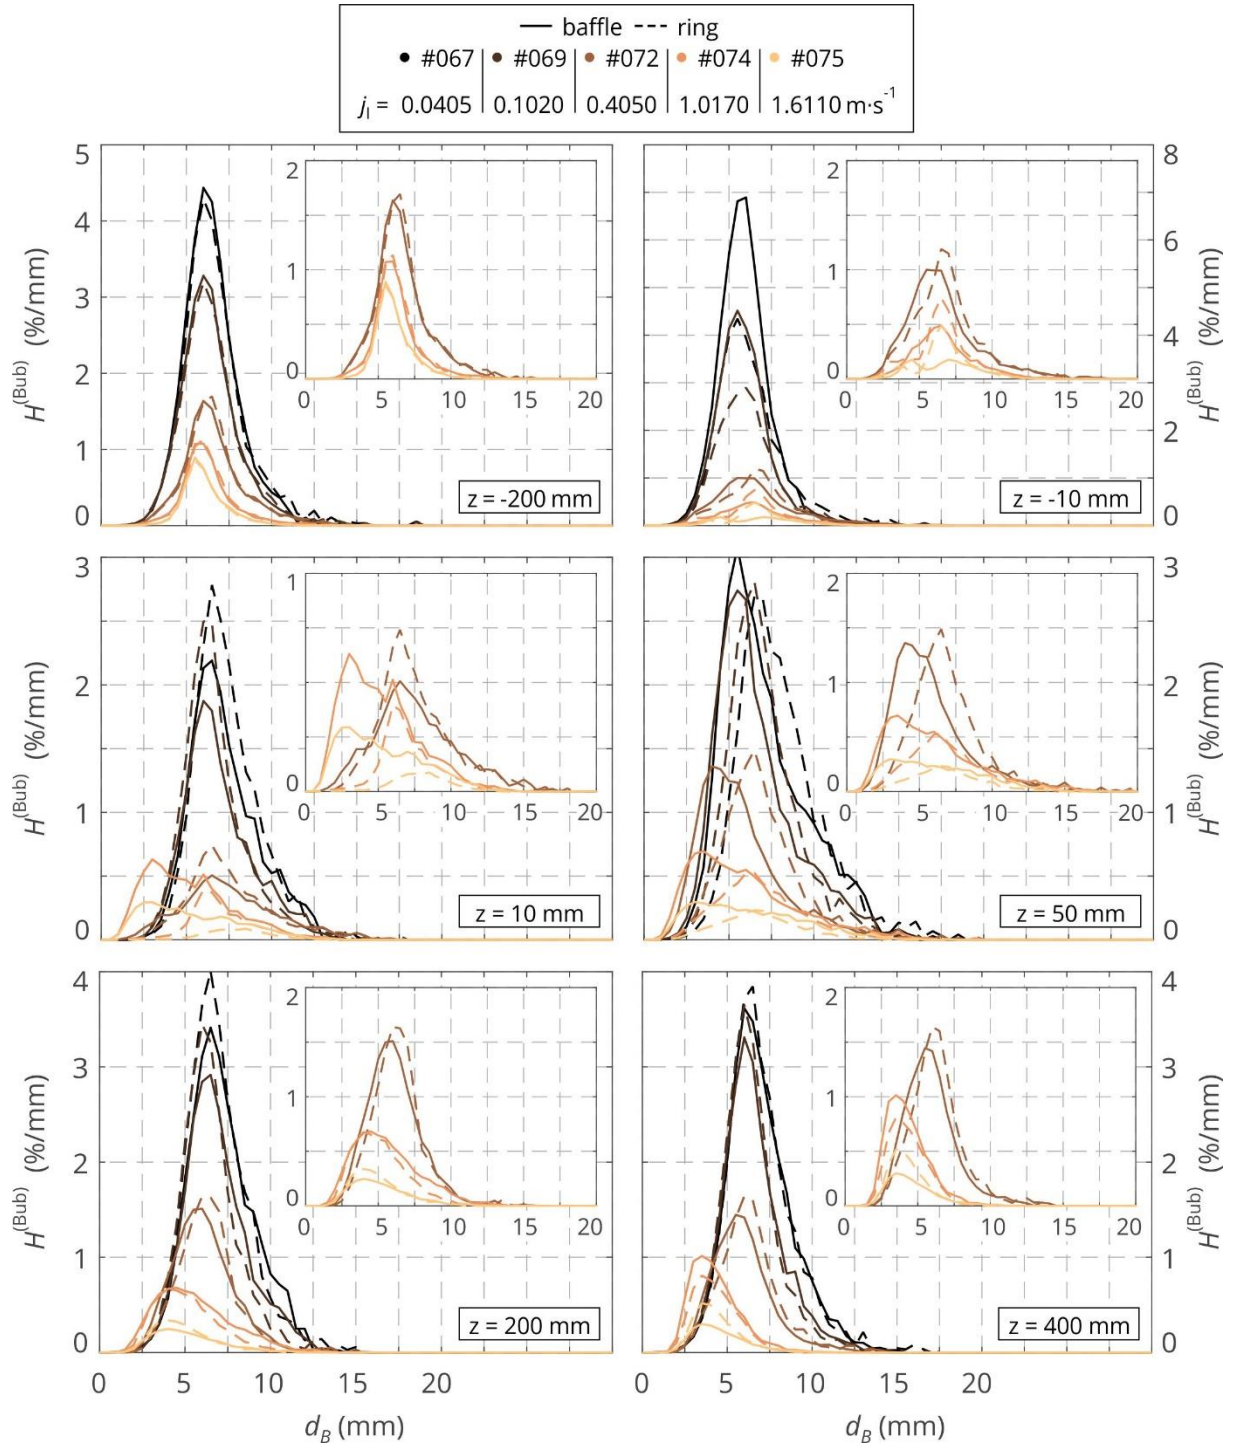 baffle ring
#067 #069 #072 #074 #075
jₗ = 0.0405 0.1020 0.4050 1.0170 1.6110 m·s⁻¹
5
4
3
2
1
0
H(Bub) (%/mm)
2
1
0
0 5 10 15 20
z = -200 mm
2
1
0
0 5 10 15 20
z = -10 mm
8
6
4
2
0
H(Bub) (%/mm)
3
2
1
0
H(Bub) (%/mm)
1
0
0 5 10 15 20
z = 10 mm
2
1
0
0 5 10 15 20
z = 50 mm
3
2
1
0
H(Bub) (%/mm)
4
3
2
1
0
H(Bub) (%/mm)
2
1
0
0 5 10 15 20
z = 200 mm
0 5 10 15 20
d_B (mm)
2
1
0
0 5 10 15 20
z = 400 mm
4
3
2
1
0
H(Bub) (%/mm)
0 5 10 15 20
d_B (mm)